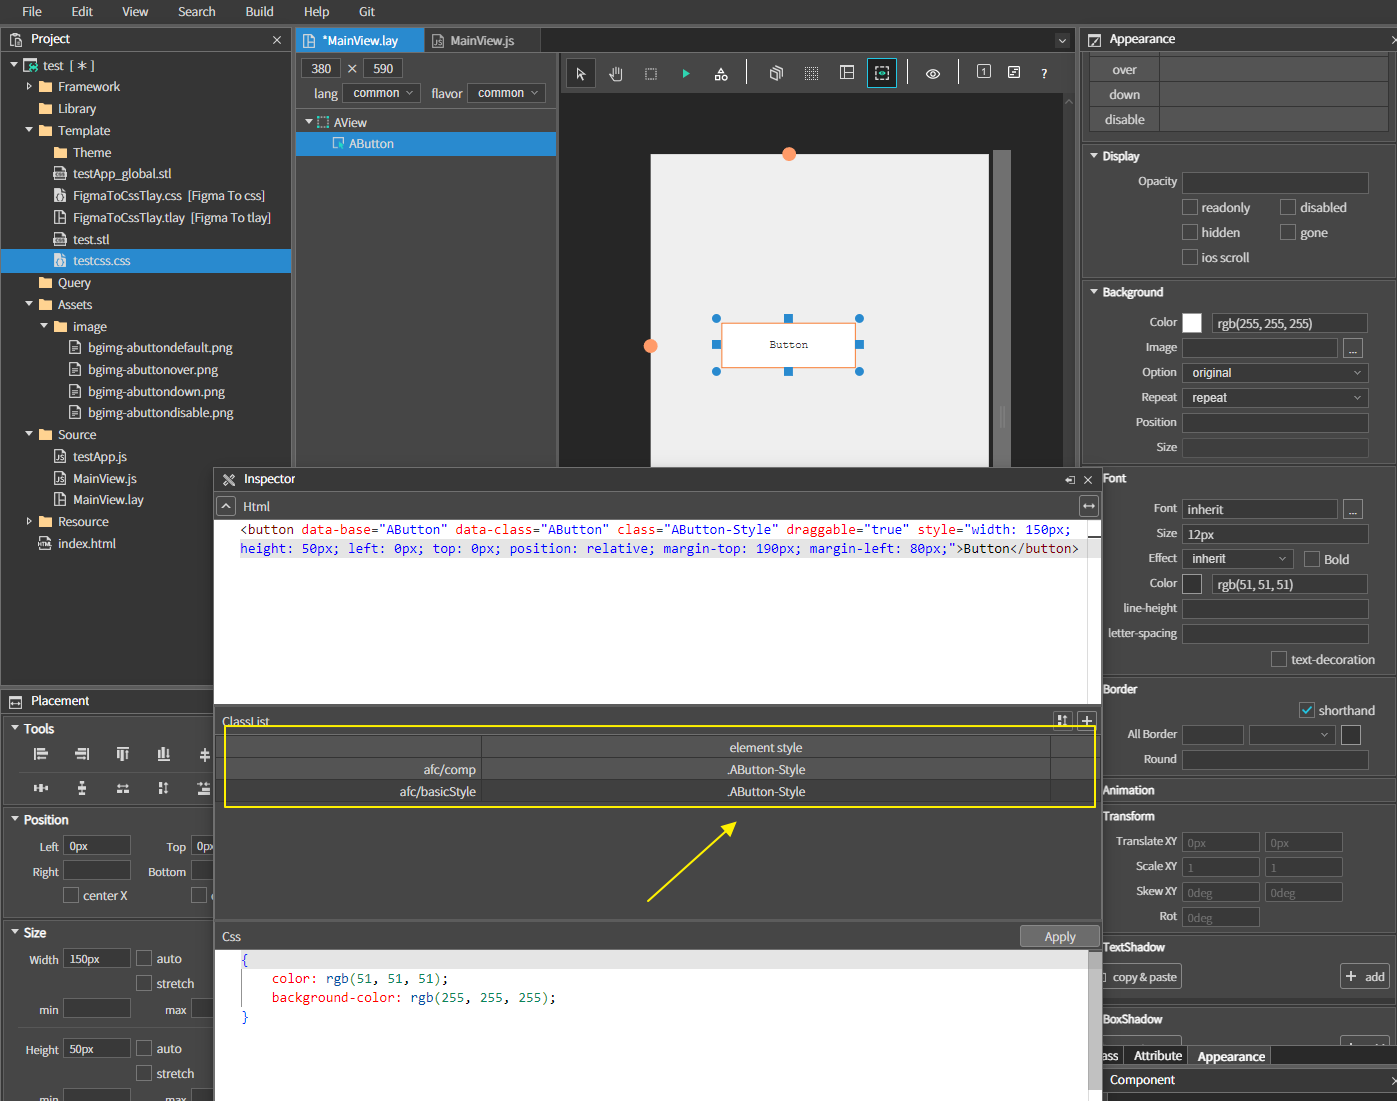 File Edit View Search Build Help Git
Project
test [ ＊ ]
Framework
Library
Template
Theme
testApp_global.stl
FigmaToCssTlay.css [Figma To css]
FigmaToCssTlay.tlay [Figma To tlay]
test.stl
testcss.css
Query
Assets
image
bgimg-abuttondefault.png
bgimg-abuttonover.png
bgimg-abuttondown.png
bgimg-abuttondisable.png
Source
testApp.js
MainView.js
MainView.lay
Resource
index.html
*MainView.lay MainView.js
380 × 590
lang common flavor common
AView
AButton
1 ?
Button
Appearance
over
down
disable
Display
Opacity
readonly disabled
hidden gone
ios scroll
Background
Color rgb(255, 255, 255)
Image ...
Option original
Repeat repeat
Position
Size
Font
Font inherit ...
Size 12px
Effect inherit Bold
Color rgb(51, 51, 51)
line-height
letter-spacing
text-decoration
Border
shorthand
All Border
Round
Animation
Transform
Translate XY 0px 0px
Scale XY 1 1
Skew XY 0deg 0deg
Rot 0deg
TextShadow
copy & paste + add
BoxShadow
Attribute Appearance
Component
Inspector
Html
<button data-base="AButton" data-class="AButton" class="AButton-Style" draggable="true" style="width: 150px;
height: 50px; left: 0px; top: 0px; position: relative; margin-top: 190px; margin-left: 80px;">Button</button>
ClassList
element style
afc/comp .AButton-Style
afc/basicStyle .AButton-Style
Css Apply
{
color: rgb(51, 51, 51);
background-color: rgb(255, 255, 255);
}
Placement
Tools
Position
Left 0px Top 0px
Right Bottom
center X
Size
Width 150px auto
stretch
min max
Height 50px auto
stretch
min max